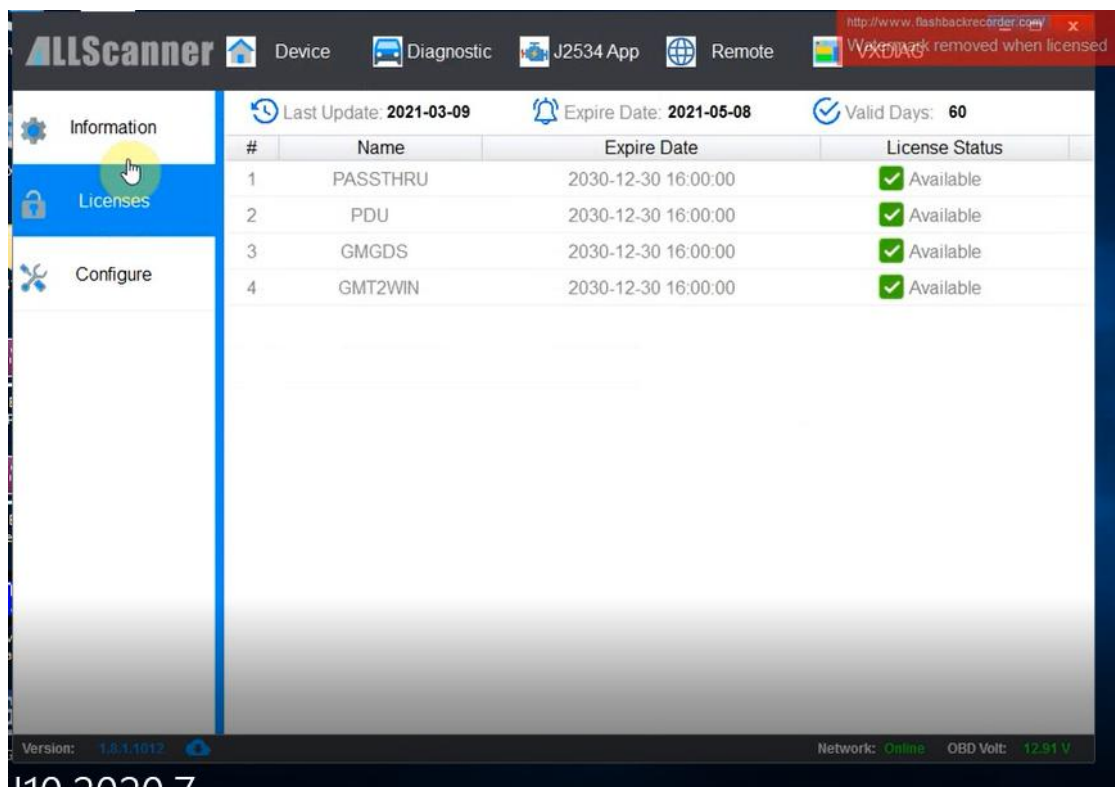 http://www.flashbackrecorder.com/
Watermark removed when licensed
ALLScanner
Device
Diagnostic
J2534 App
Remote
VXDIAG
Information
Licenses
Configure
Last Update: 2021-03-09
Expire Date: 2021-05-08
Valid Days: 60
# Name Expire Date License Status
1 PASSTHRU 2030-12-30 16:00:00 Available
2 PDU 2030-12-30 16:00:00 Available
3 GMGDS 2030-12-30 16:00:00 Available
4 GMT2WIN 2030-12-30 16:00:00 Available
Version: 1.8.1.1012
Network: Online OBD Volt: 12.91 V